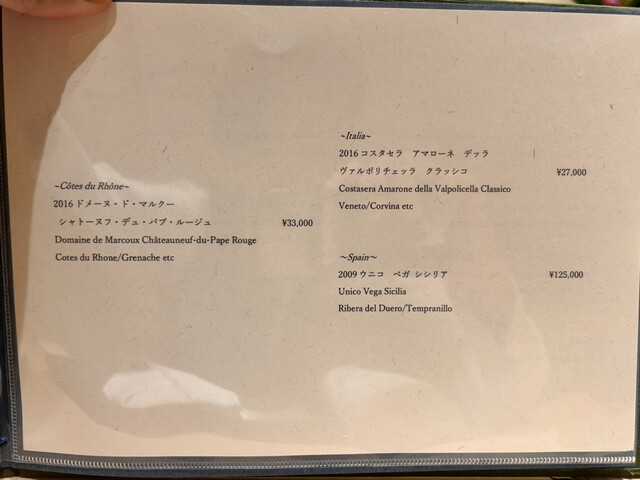 ~Côtes du Rhône~
2016 ドメーヌ・ド・マルクー
シャトーヌフ・デュ・パプ・ルージュ ¥33,000
Domaine de Marcoux Châteauneuf-du-Pape Rouge
Cotes du Rhone/Grenache etc
~Italia~
2016 コスタセラ アマローネ デッラ
ヴァルポリチェッラ クラッシコ ¥27,000
Costasera Amarone della Valpolicella Classico
Veneto/Corvina etc
~Spain~
2009 ウニコ ベガ シシリア ¥125,000
Unico Vega Sicilia
Ribera del Duero/Tempranillo